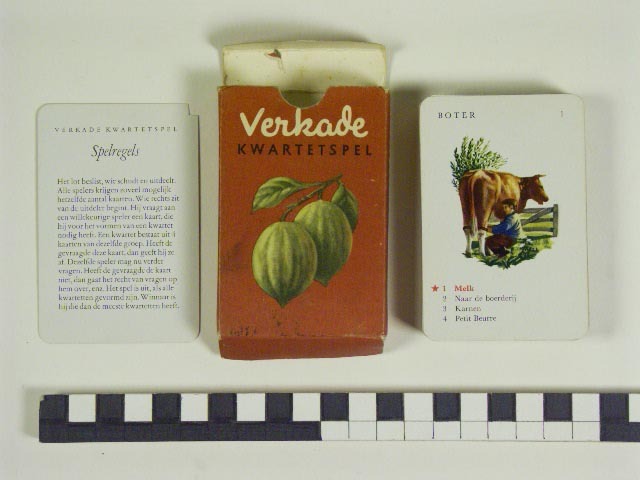 VERKADE KWARTETSPEL
Spelregels
Het lot beslist, wie schudt en uitdeelt.
Alle spelers krijgen zoveel mogelijk
hetzelfde aantal kaarten. Wie rechts zit
van de uitdeler begint. Hij vraagt aan
een willekeurige speler een kaart, die
hij voor het vormen van een kwartet
nodig heeft. Een kwartet bestaat uit 4
kaarten van dezelfde groep. Heeft de
gevraagde deze kaart, dan geeft hij ze
af. Dezelfde speler mag nu verder
vragen. Heeft de gevraagde de kaart
niet, dan gaat het recht van vragen op
hem over, enz. Het spel is uit, als alle
kwartetten gevormd zijn. Winnaar is
hij die dan de meeste kwartetten heeft.
Verkade
KWARTETSPEL
BOTER 1
★ 1 Melk
2 Naar de boerderij
3 Karnen
4 Petit Beurre